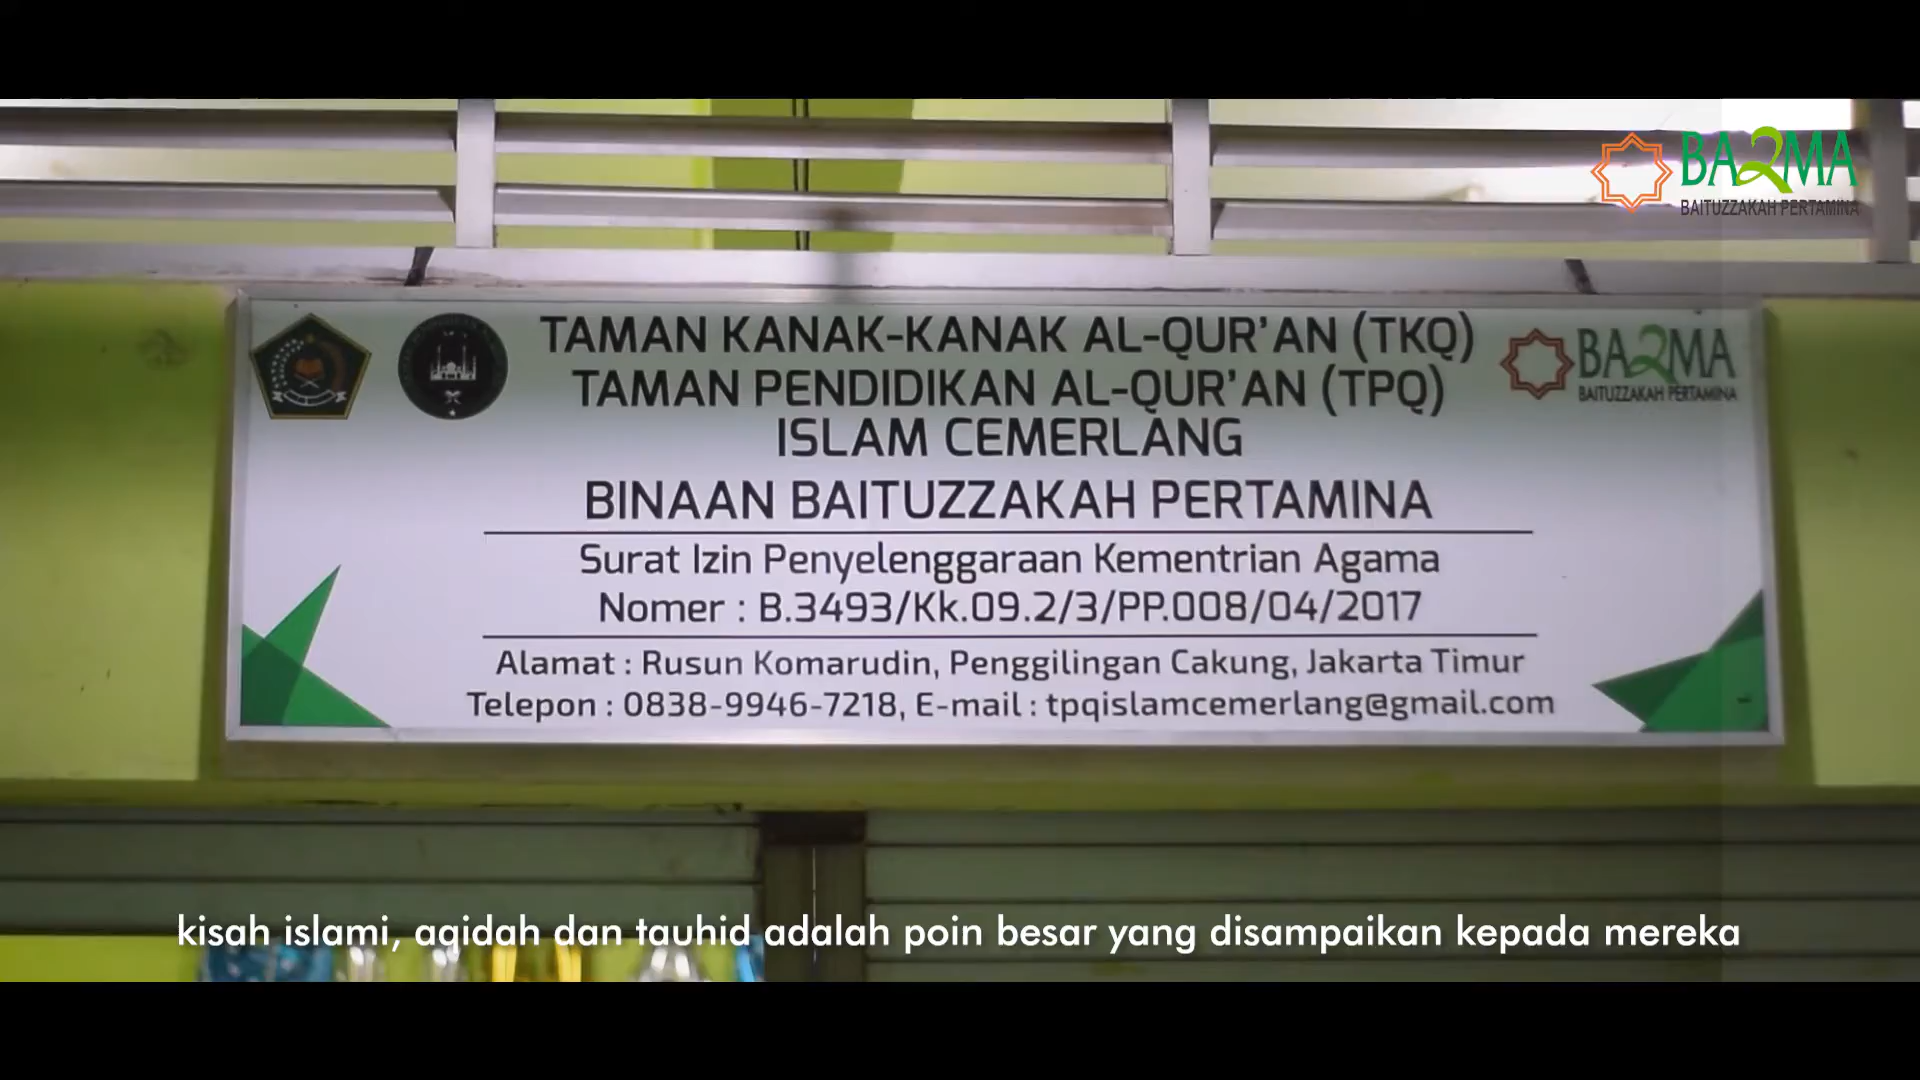 BAZMA
BAITUZZAKAH PERTAMINA
TAMAN KANAK-KANAK AL-QUR'AN (TKQ)
TAMAN PENDIDIKAN AL-QUR'AN (TPQ)
ISLAM CEMERLANG
BINAAN BAITUZZAKAH PERTAMINA
BAZMA
BAITUZZAKAH PERTAMINA
Surat Izin Penyelenggaraan Kementrian Agama
Nomer : B.3493/Kk.09.2/3/PP.008/04/2017
Alamat : Rusun Komarudin, Penggilingan Cakung, Jakarta Timur
Telepon : 0838-9946-7218, E-mail : tpqislamcemerlang@gmail.com
kisah islami, aqidah dan tauhid adalah poin besar yang disampaikan kepada mereka